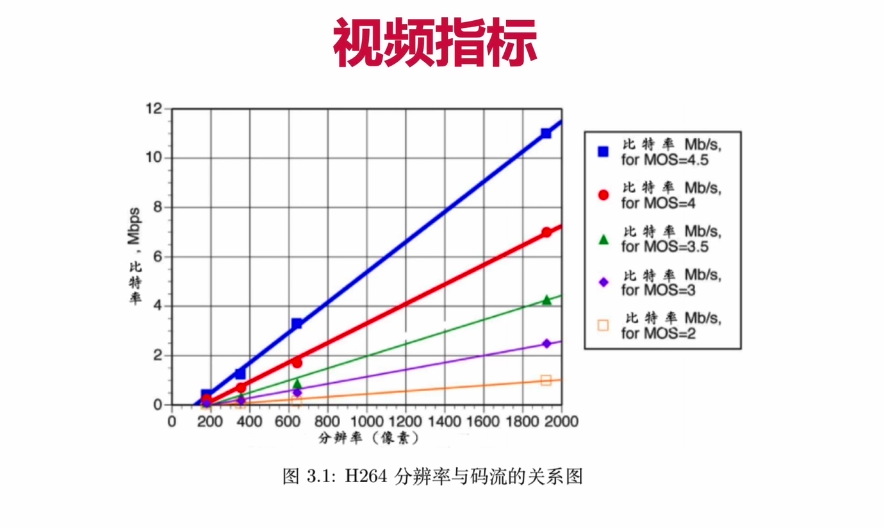 视频指标
12
10
8
6
4
2
0
比特率, Mbps
0 200 400 600 800 1000 1200 1400 1600 1800 2000
分辨率（像素）
比特率 Mb/s,
for MOS=4.5
比特率 Mb/s,
for MOS=4
比特率 Mb/s,
for MOS=3.5
比特率 Mb/s,
for MOS=3
比特率 Mb/s,
for MOS=2
图 3.1: H264 分辨率与码流的关系图